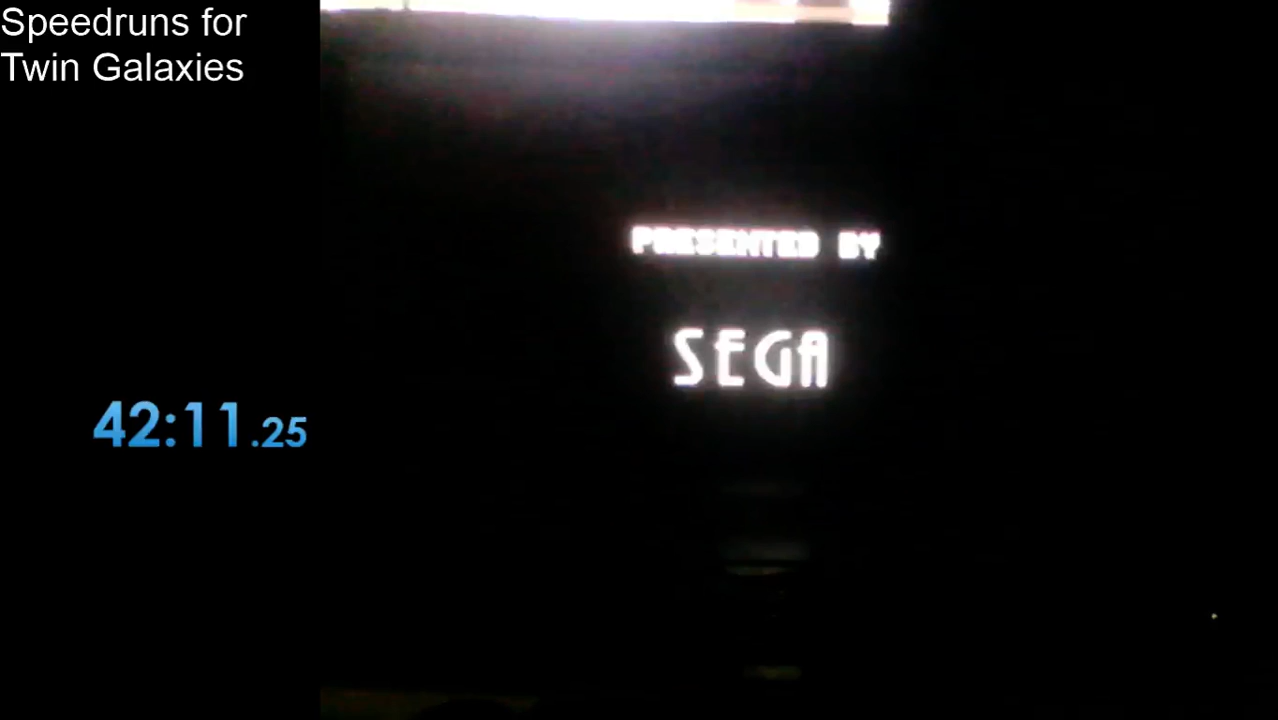 Speedruns for
Twin Galaxies
PRESENTED BY
SEGA
42:11.25